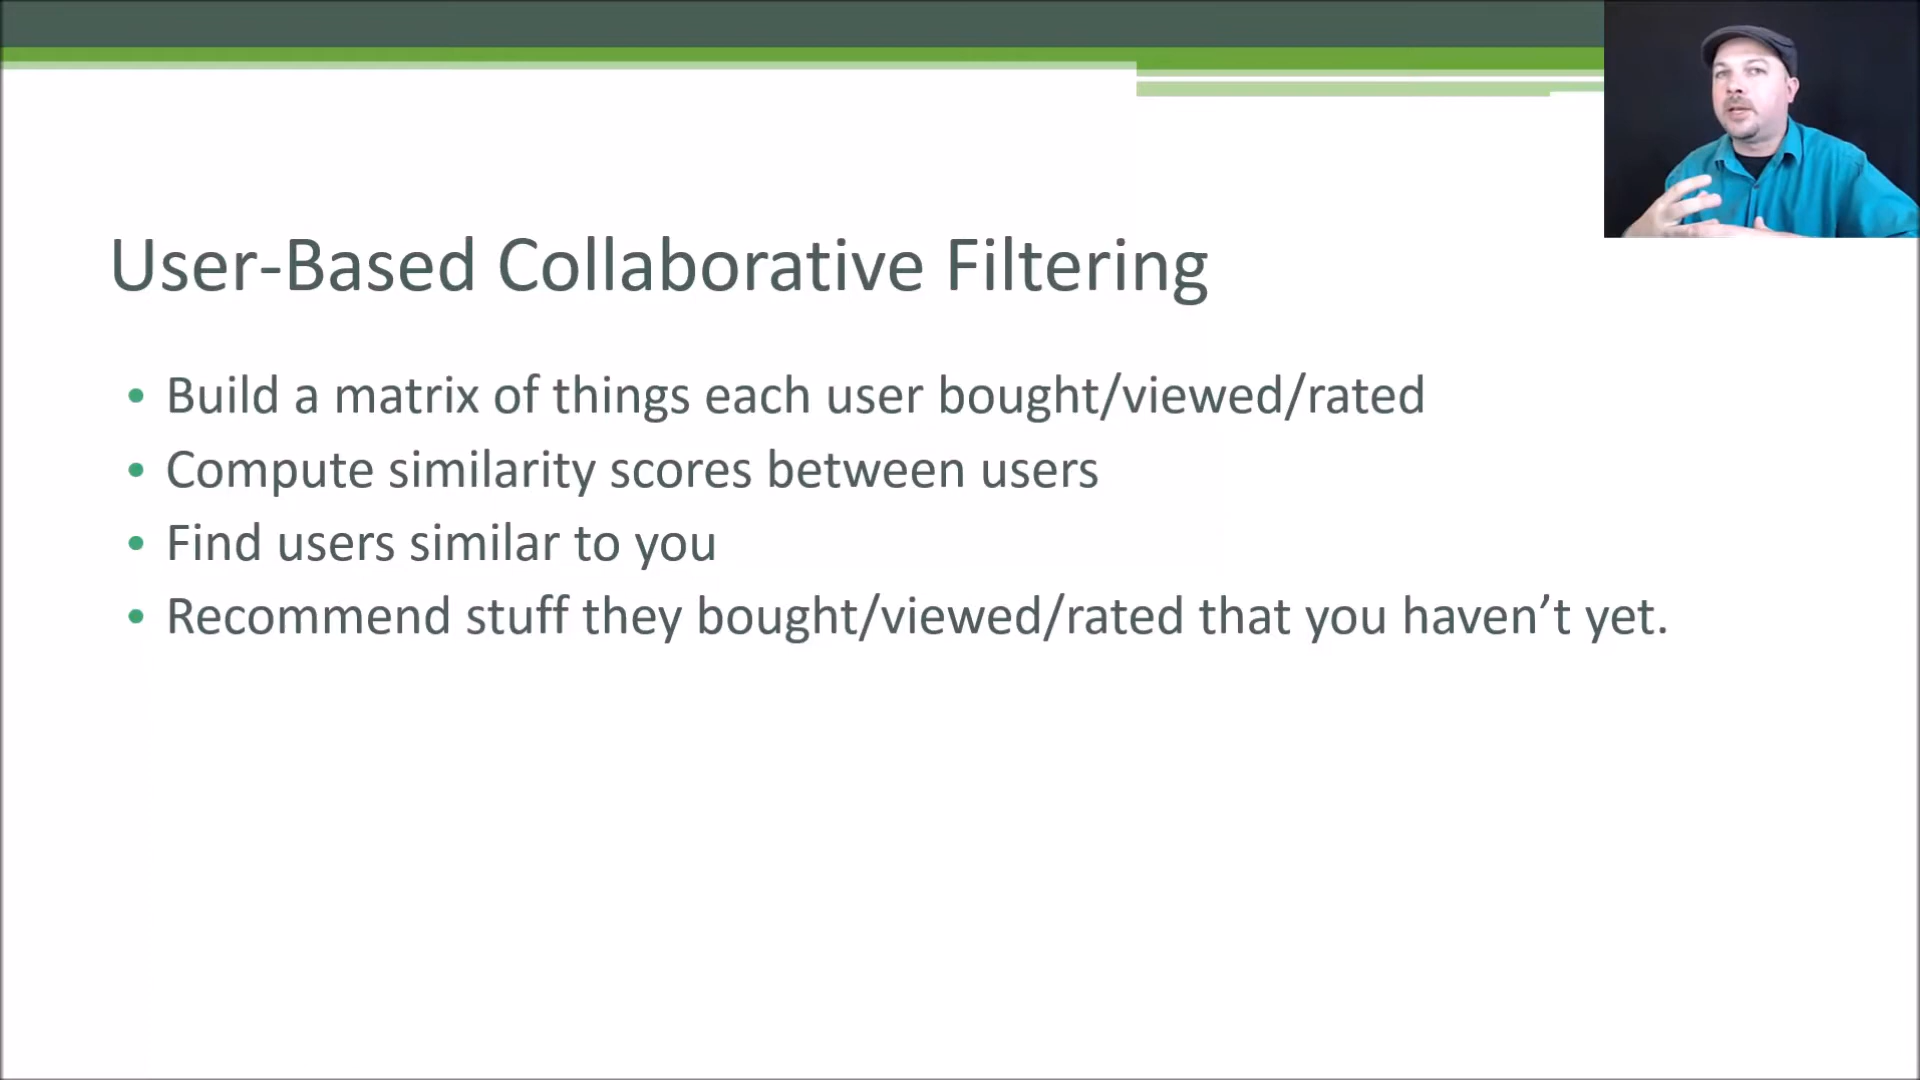 User-Based Collaborative Filtering
• Build a matrix of things each user bought/viewed/rated
• Compute similarity scores between users
• Find users similar to you
• Recommend stuff they bought/viewed/rated that you haven’t yet.